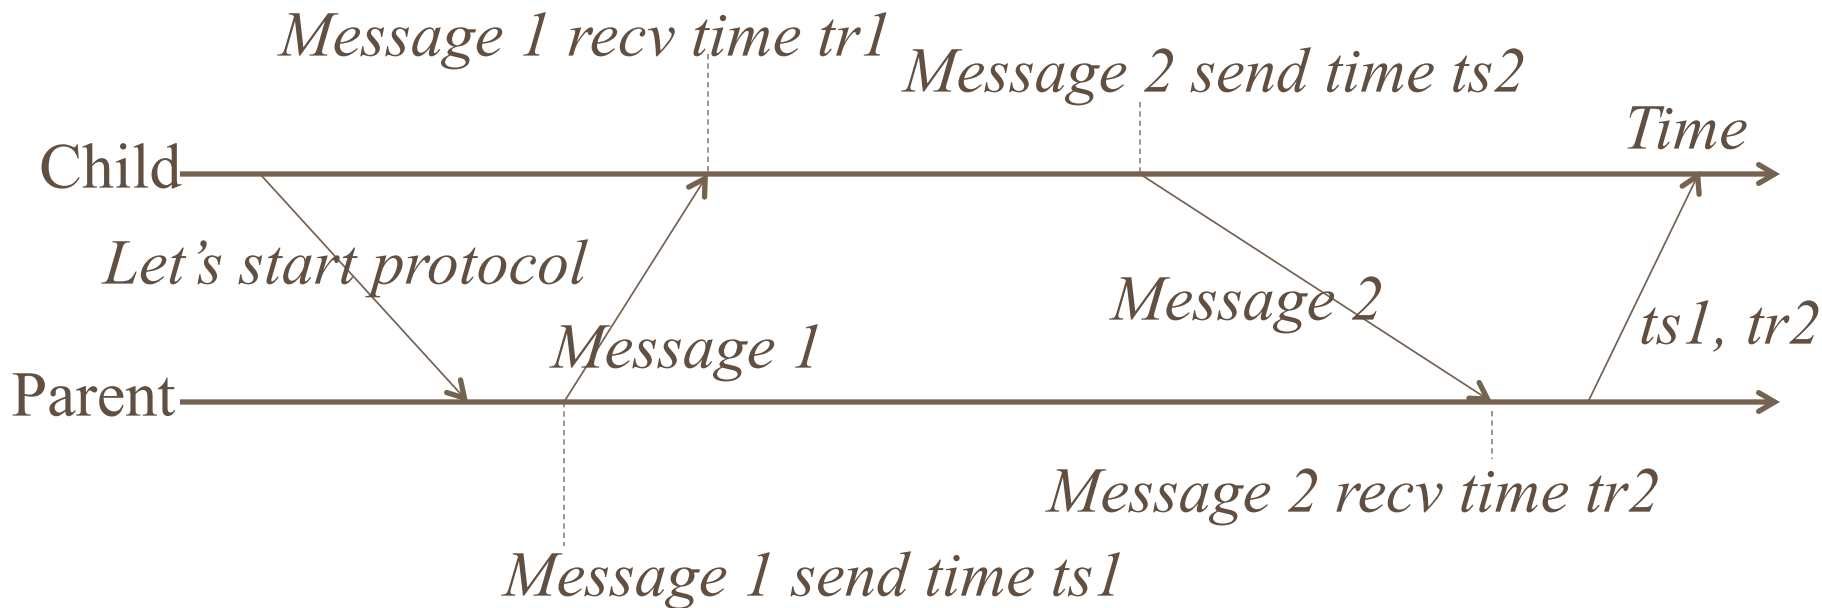 Message 1 recv time tr1
Message 2 send time ts2
Time
Child
Let’s start protocol
Message 2
ts1, tr2
Message 1
Parent
Message 2 recv time tr2
Message 1 send time ts1